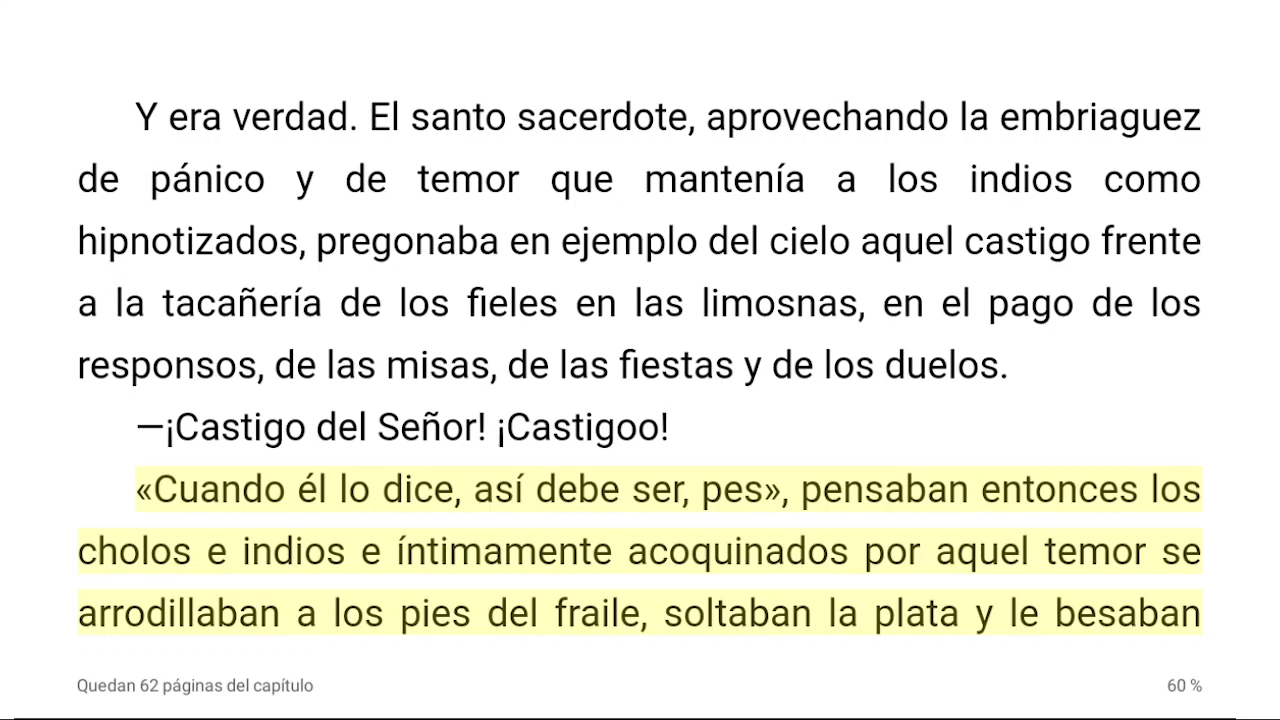 Y era verdad. El santo sacerdote, aprovechando la embriaguez
de pánico y de temor que mantenía a los indios como
hipnotizados, pregonaba en ejemplo del cielo aquel castigo frente
a la tacañería de los fieles en las limosnas, en el pago de los
responsos, de las misas, de las fiestas y de los duelos.
—¡Castigo del Señor! ¡Castigoo!
«Cuando él lo dice, así debe ser, pes», pensaban entonces los
cholos e indios e íntimamente acoquinados por aquel temor se
arrodillaban a los pies del fraile, soltaban la plata y le besaban
Quedan 62 páginas del capítulo
60 %